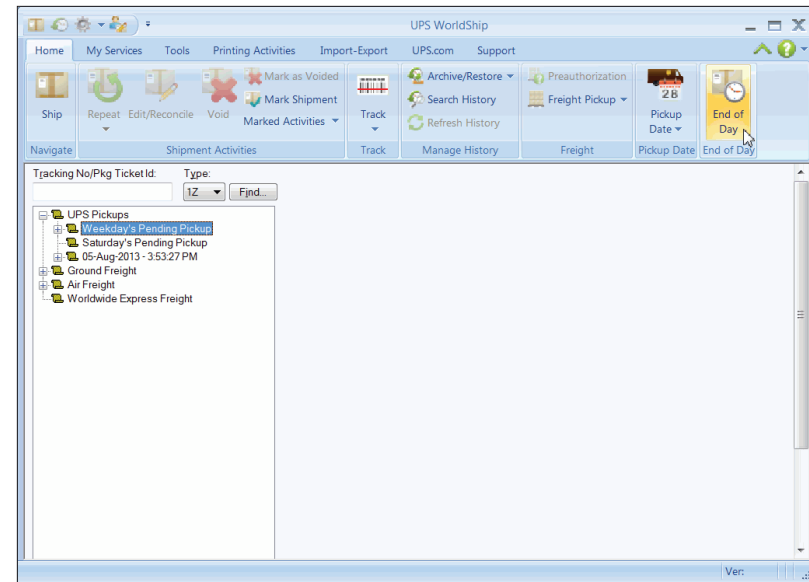 UPS WorldShip
Home My Services Tools Printing Activities Import-Export UPS.com Support
Ship
Repeat
Edit/Reconcile
Void
Mark as Voided
Mark Shipment
Marked Activities
Track
Archive/Restore
Search History
Refresh History
Preauthorization
Freight Pickup
28
Pickup
Date
End of
Day
Navigate Shipment Activities Track Manage History Freight Pickup Date End of Day
Tracking No/Pkg Ticket Id: Type:
1Z Find...
UPS Pickups
Weekday's Pending Pickup
Saturday's Pending Pickup
05-Aug-2013 - 3:53:27 PM
Ground Freight
Air Freight
Worldwide Express Freight
Ver: